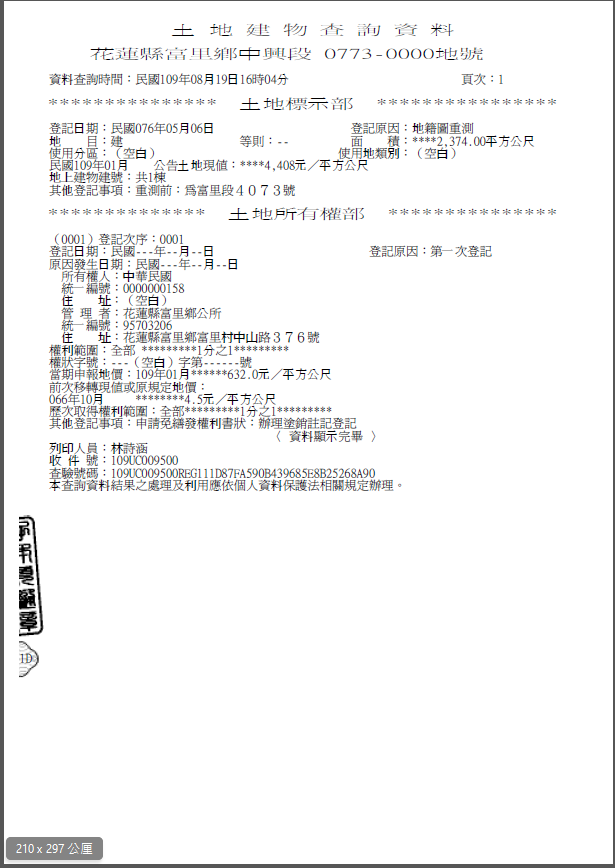 土地建物查詢資料
花蓮縣富里鄉中興段 0773-0000地號
資料查詢時間：民國109年08月19日16時04分 頁次：1
*************** 土地標示部 ****************
登記日期：民國076年05月06日 登記原因：地籍圖重測
地 目：建 等則：-- 面 積：****2,374.00平方公尺
使用分區：（空白） 使用地類別：（空白）
民國109年01月 公告土地現值：****4,408元／平方公尺
地上建物建號：共1棟
其他登記事項：重測前：爲富里段４０７３號
************** 土地所有權部 ***************
（0001）登記次序：0001
登記日期：民國---年--月--日 登記原因：第一次登記
原因發生日期：民國---年--月--日
所有權人：中華民國
統一編號：0000000158
住 址：（空白）
管 理 者：花蓮縣富里鄉公所
統一編號：95703206
住 址：花蓮縣富里鄉富里村中山路３７６號
權利範圍：全部 *********1分之1*********
權狀字號：---（空白）字第------號
當期申報地價：109年01月******632.0元／平方公尺
前次移轉現值或原規定地價：
066年10月 ********4.5元／平方公尺
歷次取得權利範圍：全部*********1分之1*********
其他登記事項：申請免繕發權利書狀：辦理塗銷註記登記
〈 資料顯示完畢 〉
列印人員：林詩涵
收 件 號：109UC009500
查驗號碼：109UC009500REG111D87FA590B439685E8B25268A90
本查詢資料結果之處理及利用應依個人資料保護法相關規定辦理。
210 x 297 公厘